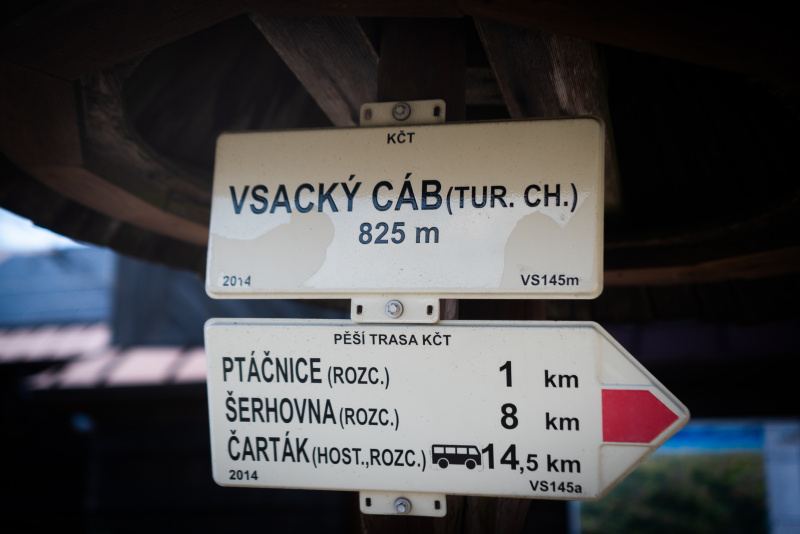 KČT
VSACKÝ CÁB (TUR. CH.)
825 m
2014 VS145m
PĚŠÍ TRASA KČT
PTÁČNICE (ROZC.) 1 km
ŠERHOVNA (ROZC.) 8 km
ČARTÁK (HOST.,ROZC.) 14,5 km
2014 VS145a